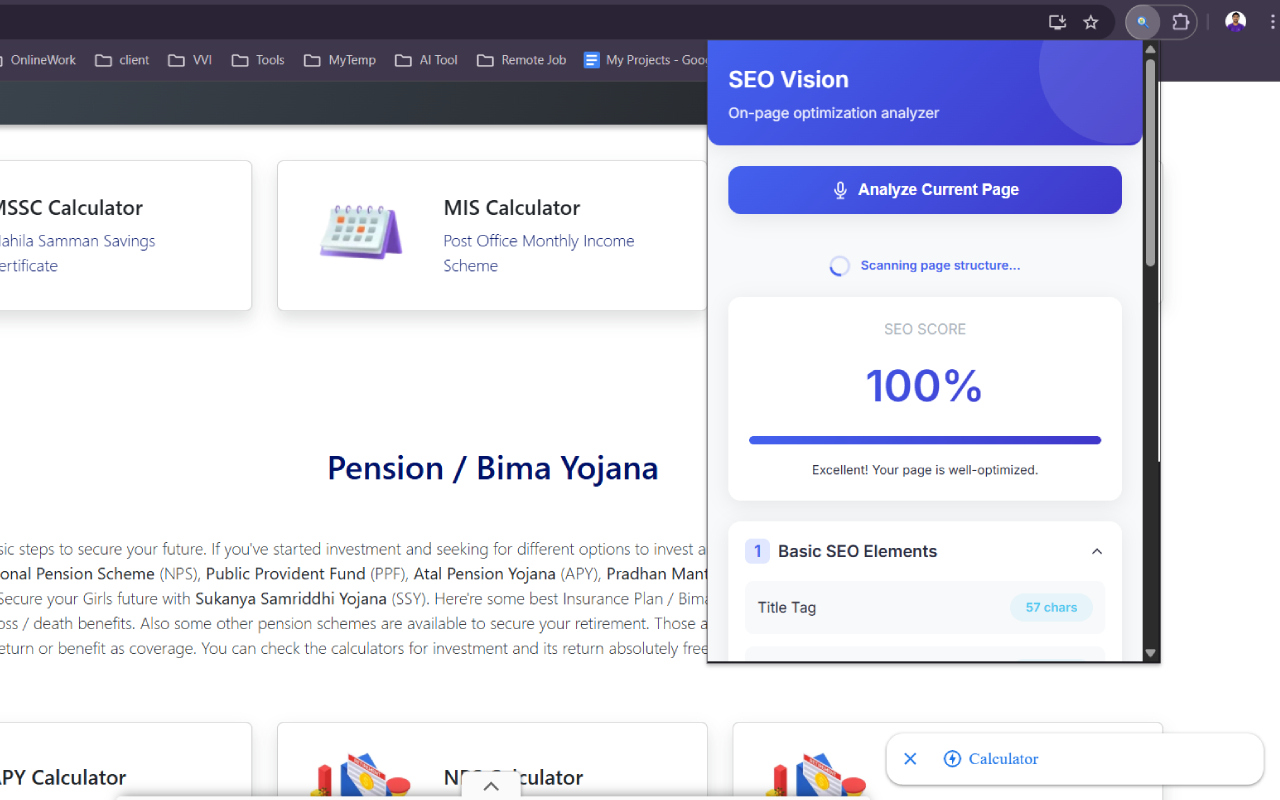 OnlineWork client VVI Tools MyTemp AI Tool Remote Job My Projects - Goo
SEO Vision
On-page optimization analyzer
Analyze Current Page
Scanning page structure...
SEO SCORE
100%
Excellent! Your page is well-optimized.
1 Basic SEO Elements
Title Tag 57 chars
MSSC Calculator
Mahila Samman Savings
Certificate
MIS Calculator
Post Office Monthly Income
Scheme
Pension / Bima Yojana
sic steps to secure your future. If you've started investment and seeking for different options to invest a
onal Pension Scheme (NPS), Public Provident Fund (PPF), Atal Pension Yojana (APY), Pradhan Mant
Secure your Girls future with Sukanya Samriddhi Yojana (SSY). Here're some best Insurance Plan / Bima
oss / death benefits. Also some other pension schemes are available to secure your retirement. Those a
eturn or benefit as coverage. You can check the calculators for investment and its return absolutely free
APY Calculator
NPS Calculator
Calculator